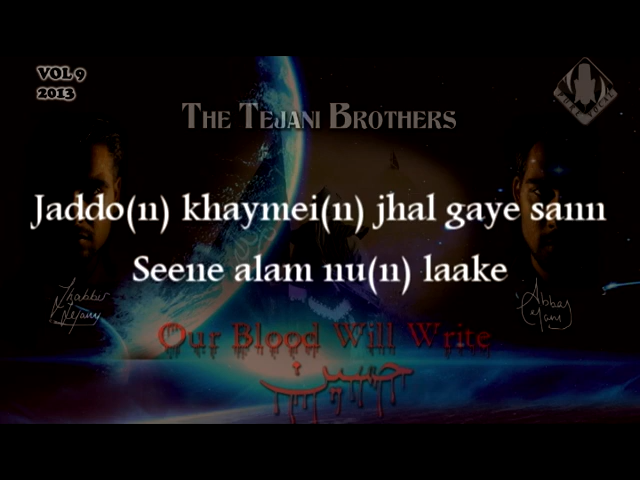 VOL 9
2013
THE TEJANI BROTHERS
Jaddo(n) khaymei(n) jhal gaye sann
Seene alam nu(n) laake
Our Blood Will Write
حسین